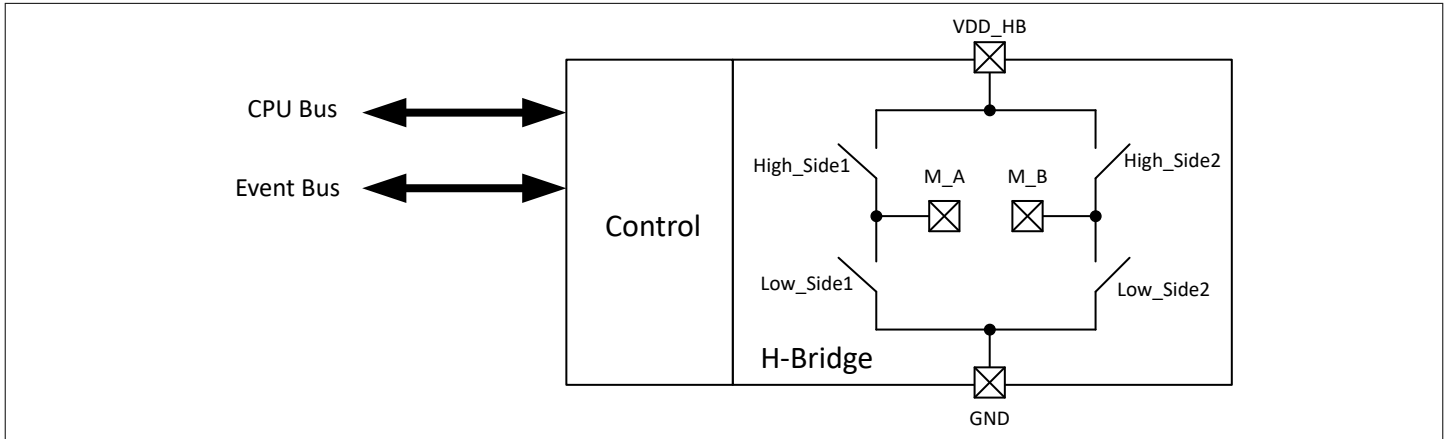 VDD_HB
CPU Bus
High_Side1
High_Side2
M_A
M_B
Event Bus
Control
Low_Side1
Low_Side2
H-Bridge
GND